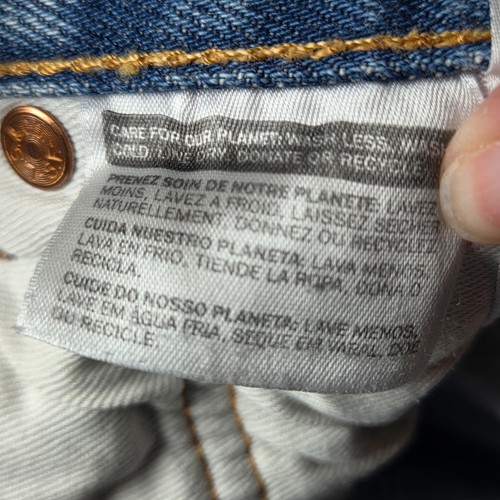 CARE FOR OUR PLANET: WASH LESS, WASH
COLD, LINE DRY, DONATE OR RECYCLE
PRENEZ SOIN DE NOTRE PLANÈTE: LAVEZ
MOINS, LAVEZ A FROID, LAISSEZ SÉCHER
NATURELLEMENT, DONNEZ OU RECYCLEZ.
CUIDA NUESTRO PLANETA: LAVA MENOS,
LAVA EN FRIO, TIENDE LA ROPA, DONA O
RECICLA.
CUIDE DO NOSSO PLANETA: LAVE MENOS,
LAVE EM ÁGUA FRIA, SEQUE EM VARAL, DOE
OU RECICLE.